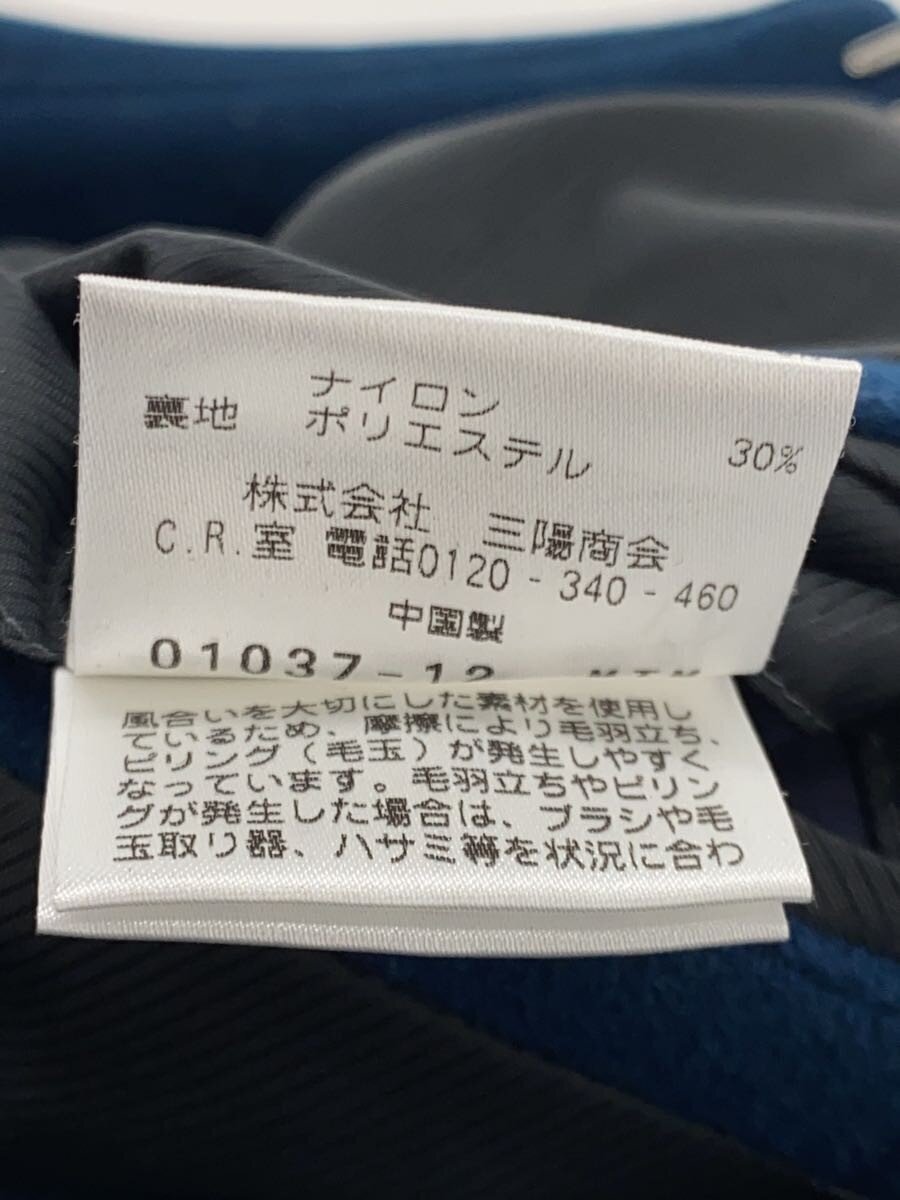 ナイロン 30%
裏地 ポリエステル
株式会社 三陽商会
C.R.室 電話0120-340-460
中国製
01037-12
風合いを大切にした素材を使用し
ているため、摩擦により毛羽立ち、
ピリング(毛玉)が発生しやすく
なっています。毛羽立ちやピリン
グが発生した場合は、ブラシや毛
玉取り器、ハサミ等を状況に合わ